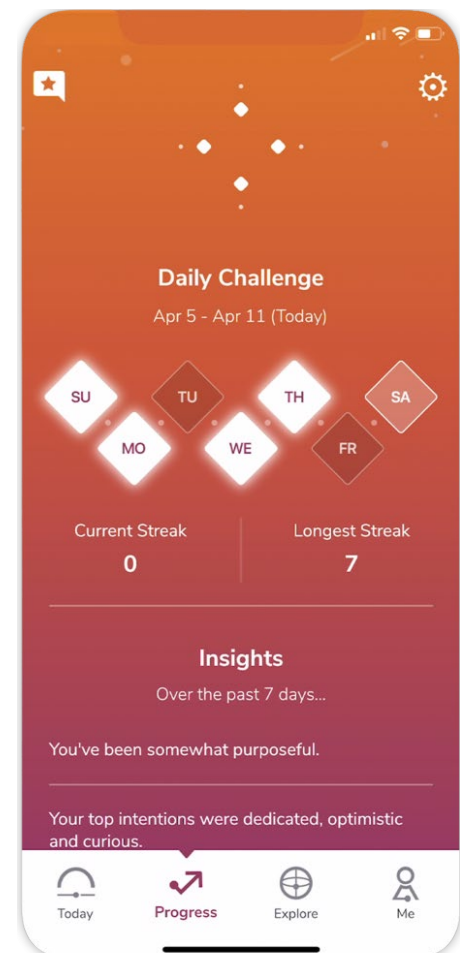 Daily Challenge
Apr 5 - Apr 11 (Today)
SU
TU
TH
SA
MO
WE
FR
Current Streak
Longest Streak
0
7
Insights
Over the past 7 days...
You've been somewhat purposeful.
Your top intentions were dedicated, optimistic
and curious.
Today
Progress
Explore
Me